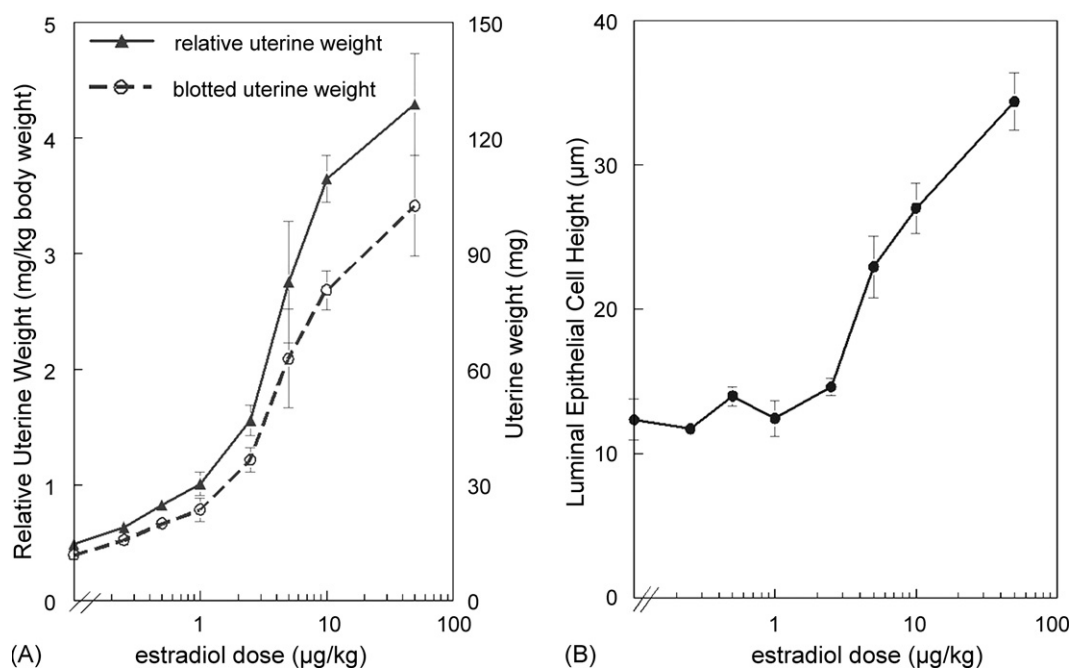 relative uterine weight
blotted uterine weight
Relative Uterine Weight (mg/kg body weight)
5
4
3
2
1
0
150
120
90
60
30
0
Uterine weight (mg)
1
10
100
estradiol dose (µg/kg)
(A)
Luminal Epithelial Cell Height (µm)
40
30
20
10
0
1
10
100
estradiol dose (µg/kg)
(B)